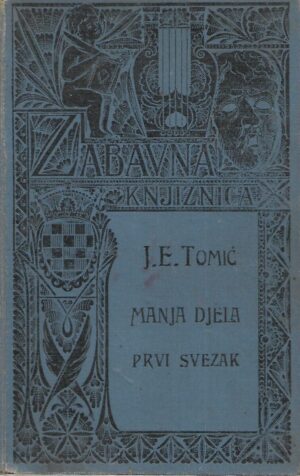 ZABAVNA
KNJIŽNICA
J.E.TOMIĆ
MANJA DJELA
PRVI SVEZAK